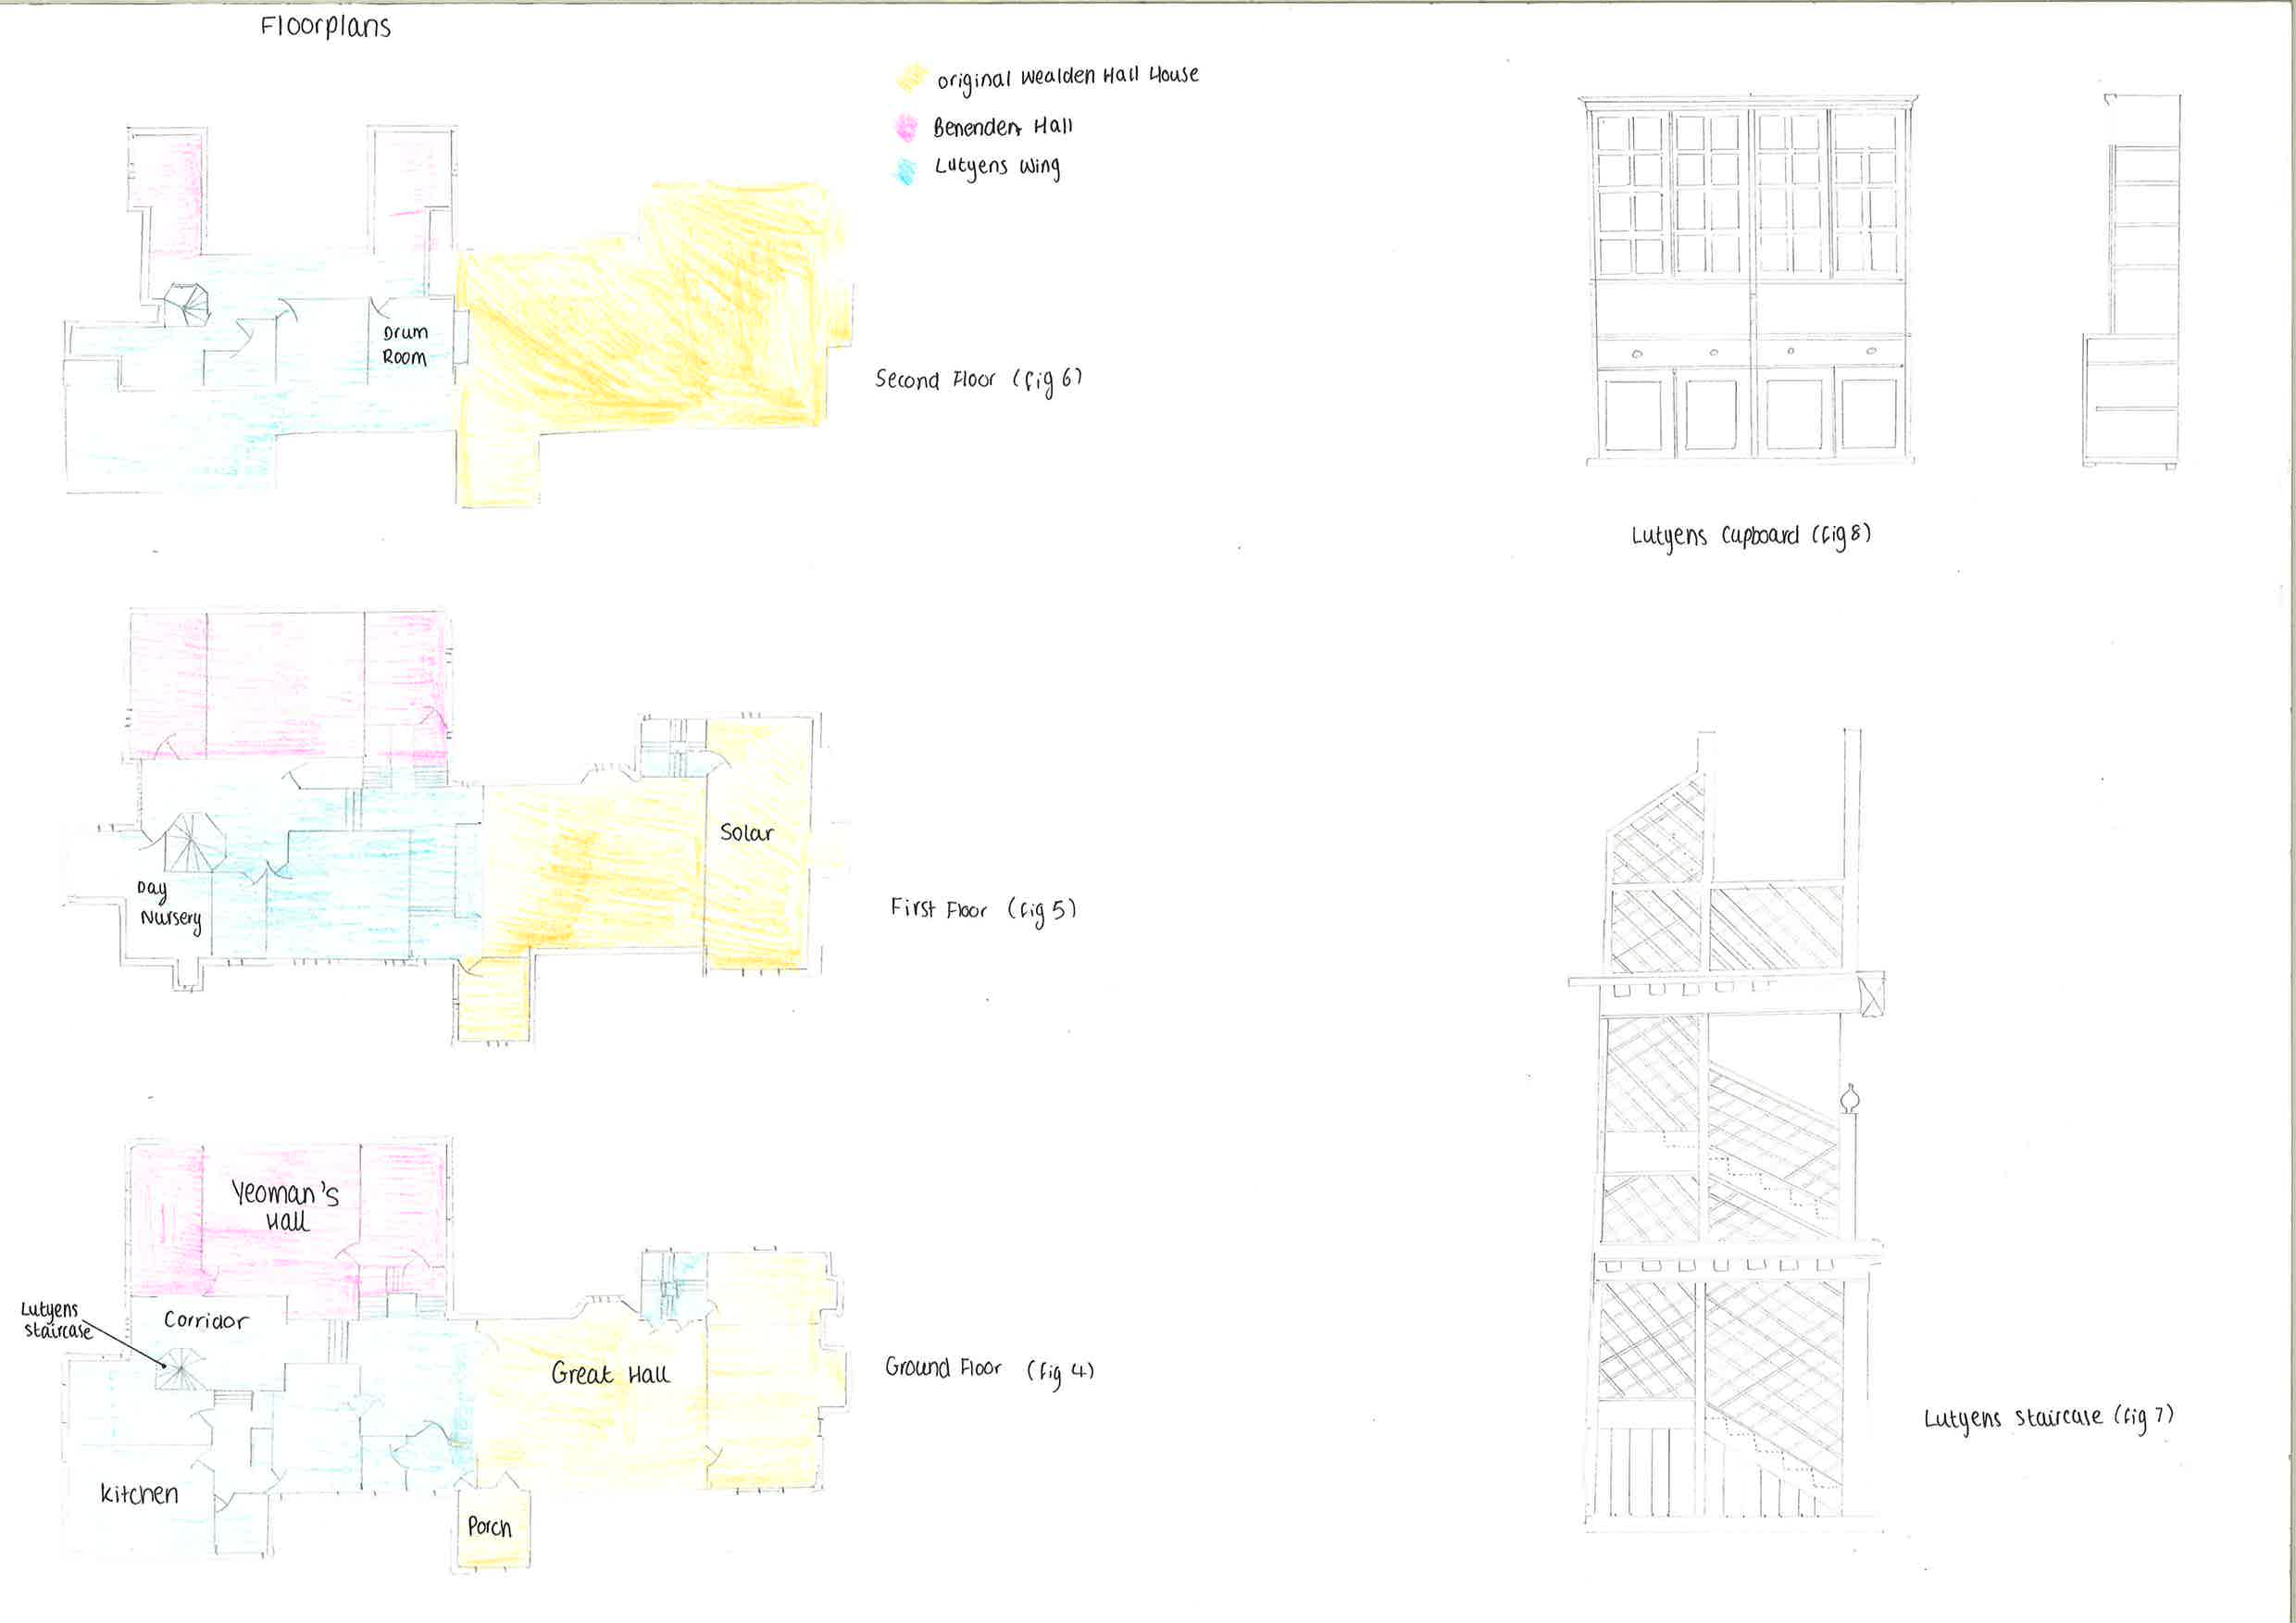 Floorplans
original Wealden Hall House
Benenden Hall
Lutyens Wing
Drum
Room
Second Floor (fig 6)
Lutyens Cupboard (fig 8)
Solar
Day
Nursery
First Floor (fig 5)
Yeoman's
Hall
Lutyens
staircase
Corridor
Great Hall
Ground Floor (fig 4)
Kitchen
Porch
Lutyens staircase (fig 7)